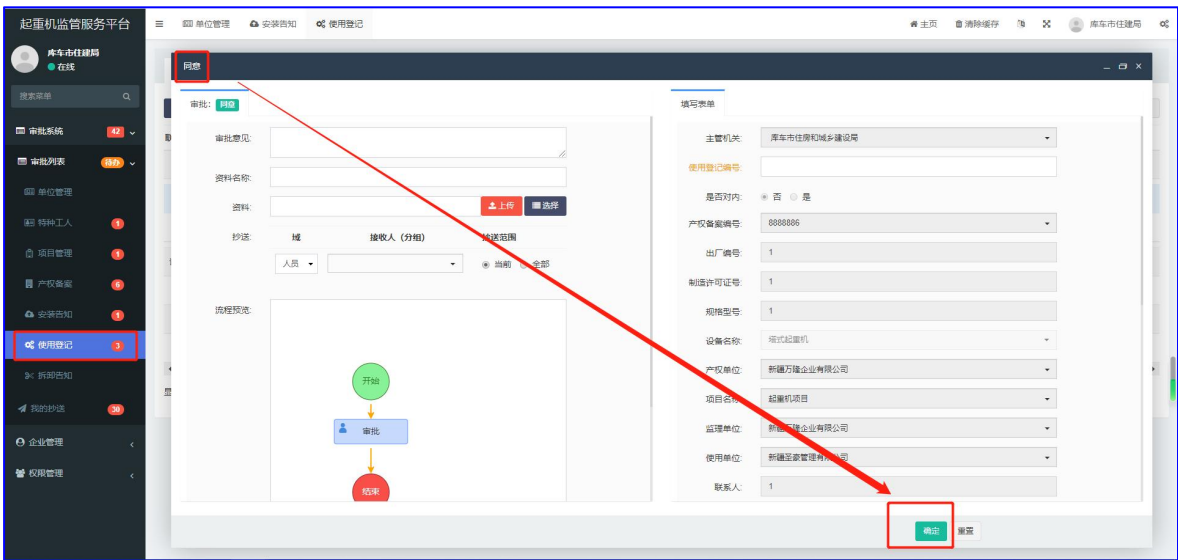 起重机监管服务平台
单位管理
安装告知
使用登记
主页
清除缓存
库车市住建局
库车市住建局
在线
搜索菜单
审批系统 42
审批列表 待办
单位管理
特种工人 1
项目管理 1
产权备案 6
安装告知 1
使用登记 3
拆卸告知
我的抄送 30
企业管理
权限管理
同意
审批: 同意
审批意见:
资料名称:
资料: 上传 选择
抄送: 域 接收人（分组） 抄送范围
人员 当前 全部
流程预览:
开始
审批
结束
填写表单
主管机关: 库车市住房和城乡建设局
使用登记编号:
是否对内: 否 是
产权备案编号: 8888886
出厂编号: 1
制造许可证号: 1
规格型号: 1
设备名称: 塔式起重机
产权单位: 新疆万隆企业有限公司
项目名称: 起重机项目
监理单位: 新疆万隆企业有限公司
使用单位: 新疆圣豪管理有限公司
联系人: 1
确定 重置